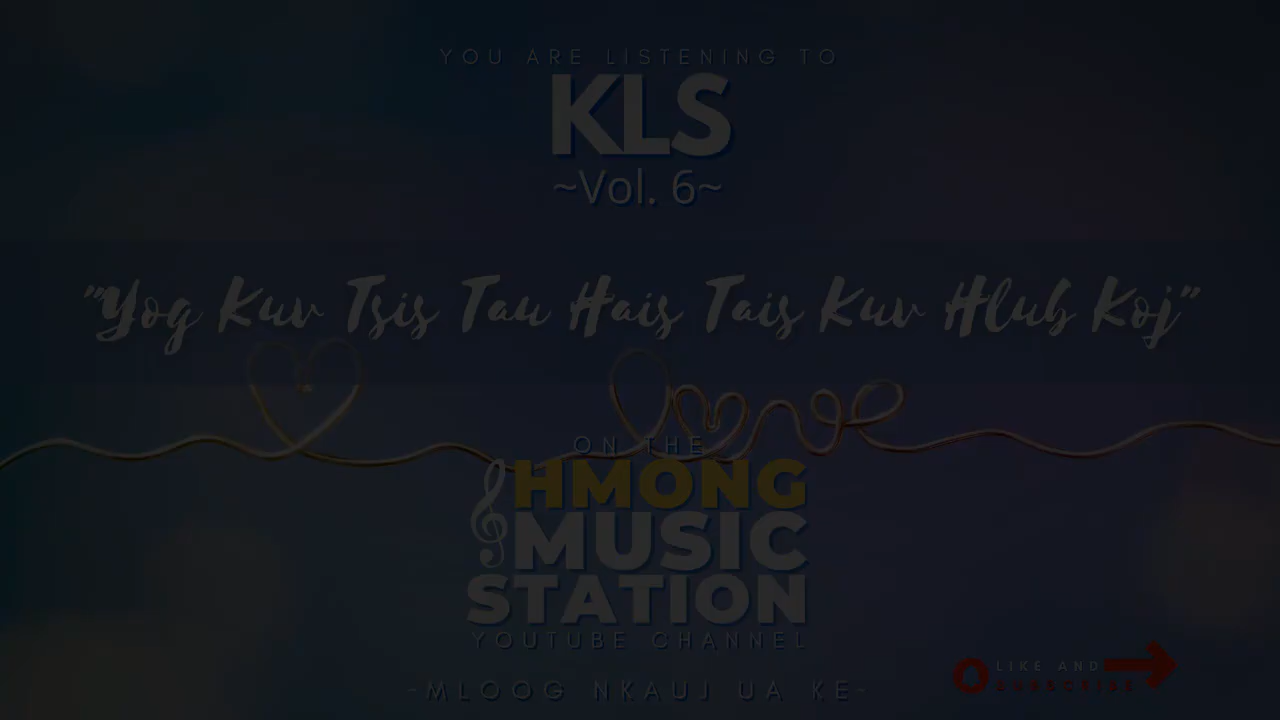 YOU ARE LISTENING TO
KLS
~Vol. 6~
"Yog Kuv Tsis Tau Hais Tais Kuv Hlub Koj"
love
ON THE
HMONG
MUSIC
STATION
YOUTUBE CHANNEL
~MLOOG NKAUJ UA KE~
LIKE AND
SUBSCRIBE